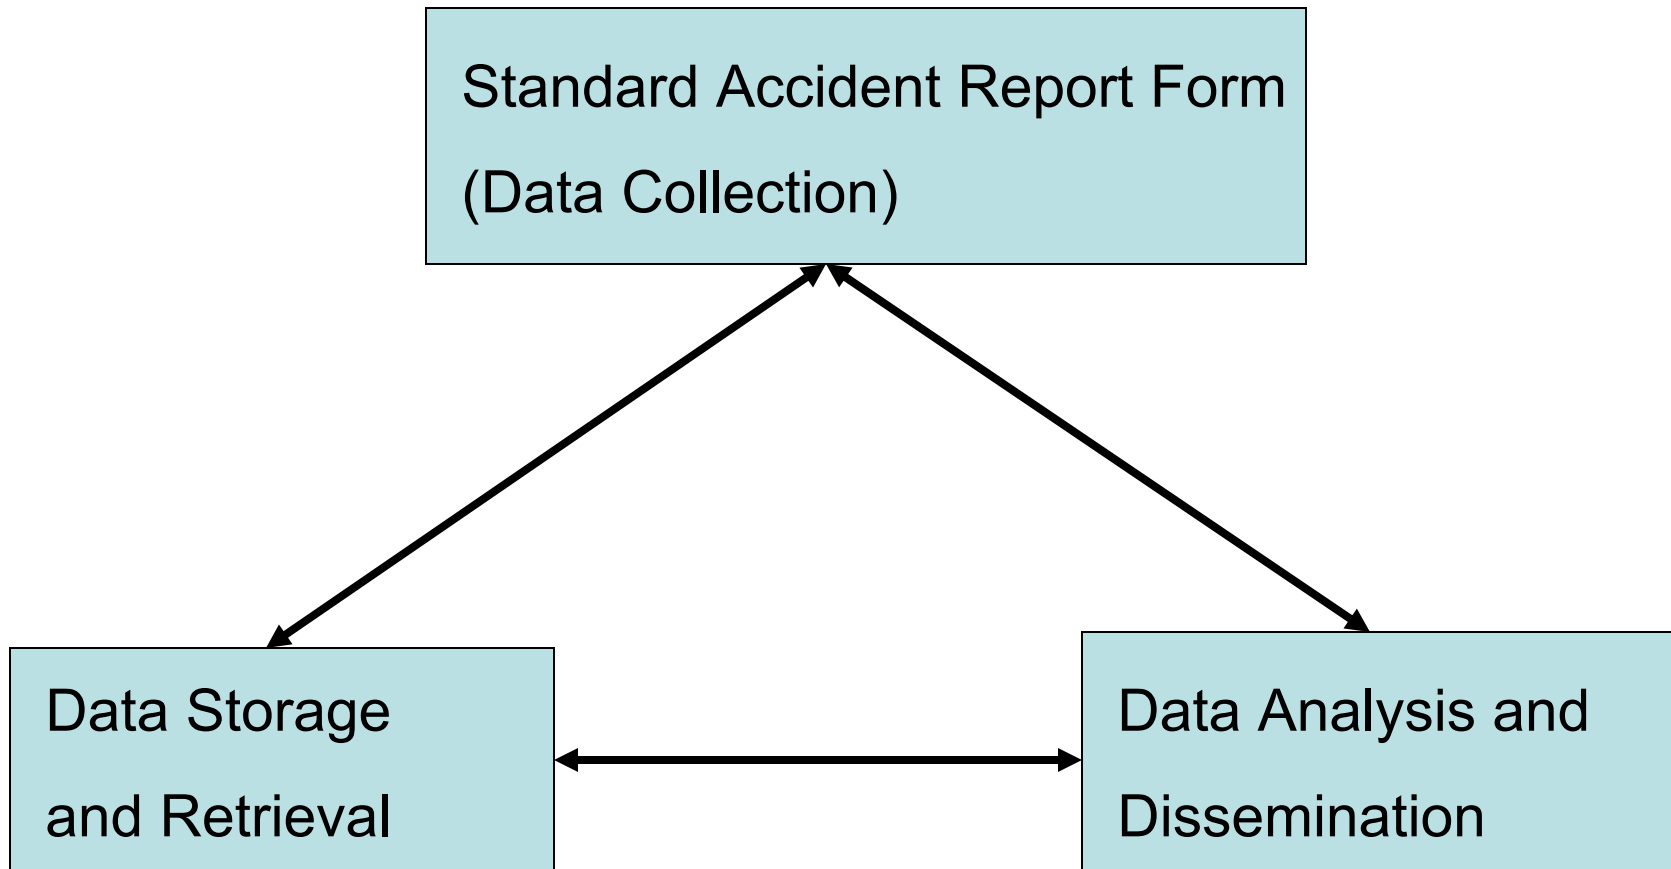 Standard Accident Report Form
(Data Collection)
Data Storage
and Retrieval
Data Analysis and
Dissemination